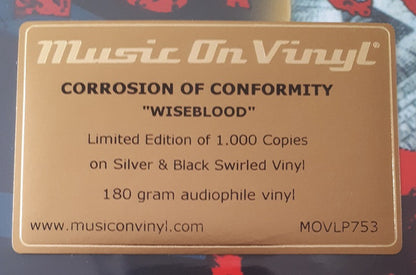 Music On Vinyl®
CORROSION OF CONFORMITY
"WISEBLOOD"
Limited Edition of 1.000 Copies
on Silver & Black Swirled Vinyl
180 gram audiophile vinyl
www.musiconvinyl.com MOVLP753